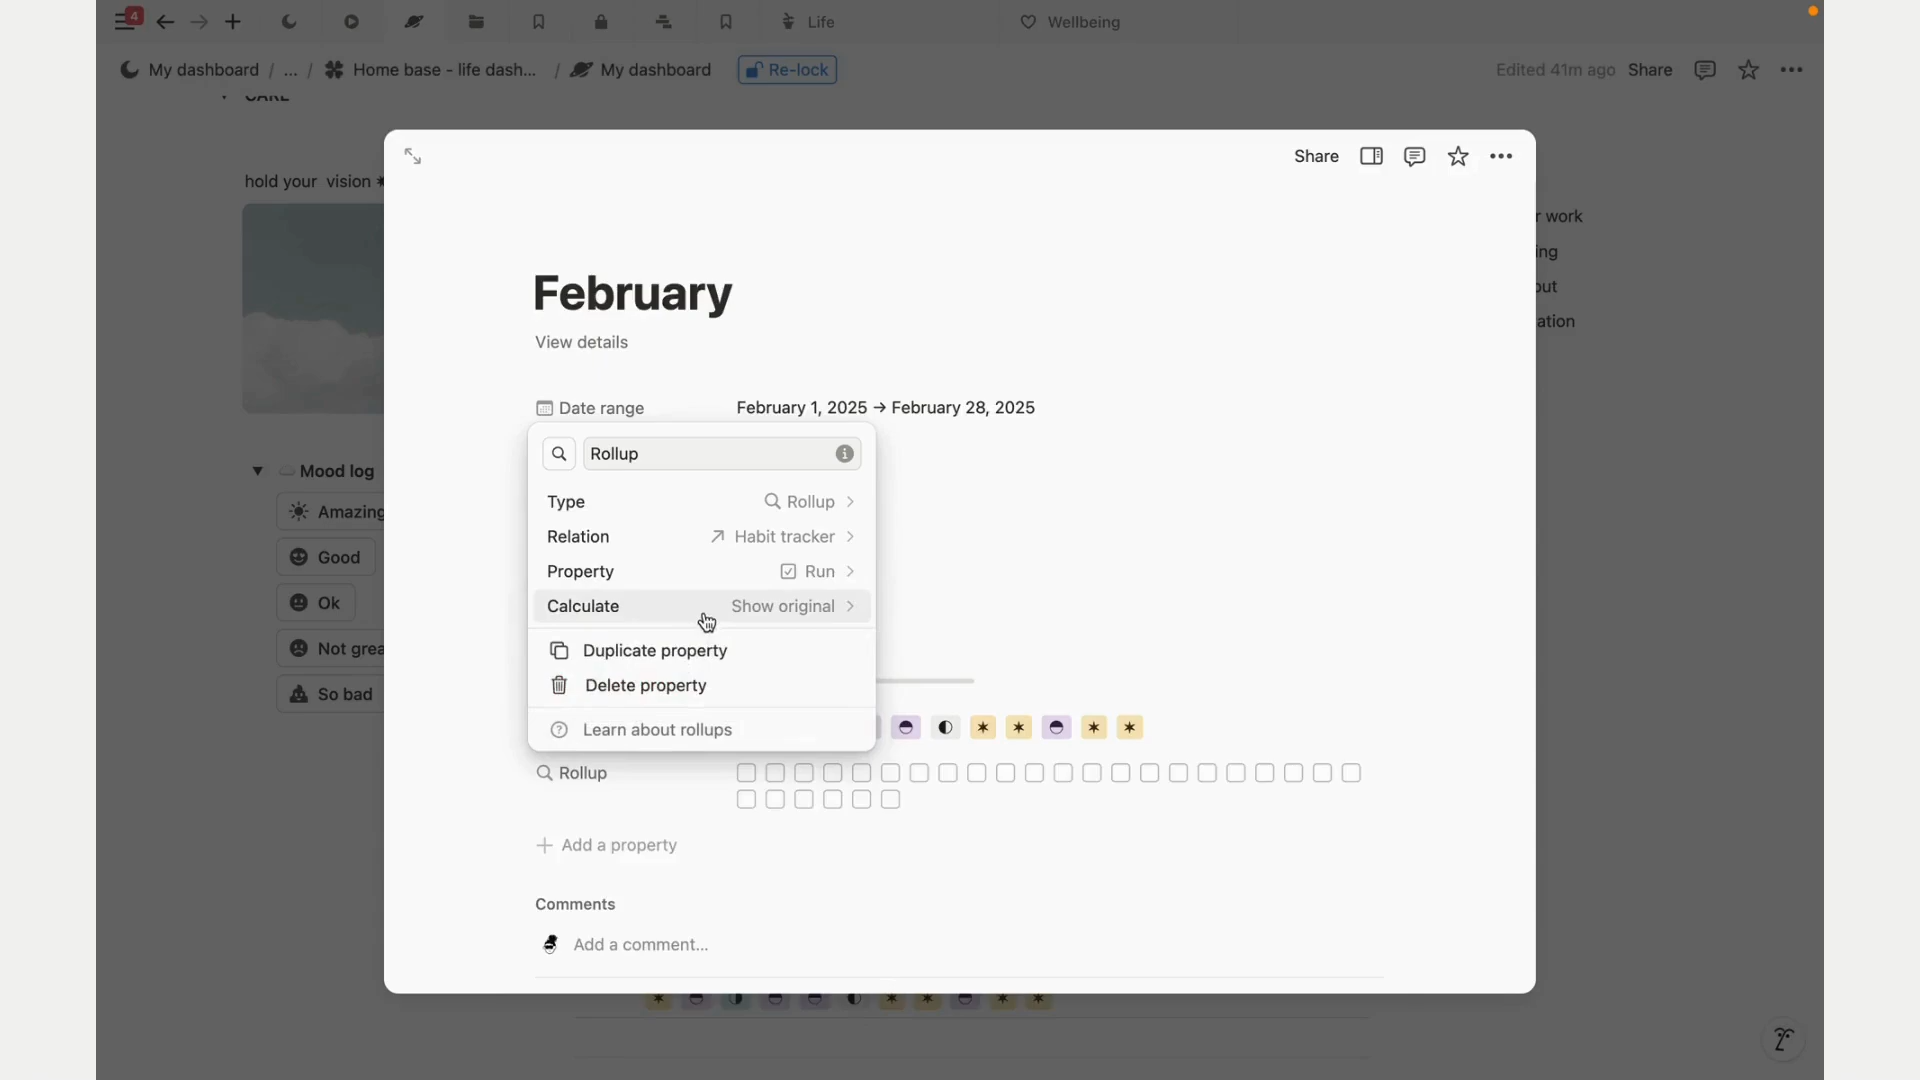 4
Life
Wellbeing
My dashboard / ... / Home base - life dash... / My dashboard
Re-lock
Edited 41m ago
Share
CARE
hold your vision
Share
r work
ing
out
ation
February
View details
Date range
February 1, 2025 → February 28, 2025
Rollup
Type
Rollup
Relation
Habit tracker
Property
Run
Calculate
Show original
Duplicate property
Delete property
Learn about rollups
Mood log
Amazing
Good
Ok
Not grea
So bad
Rollup
Add a property
Comments
Add a comment...